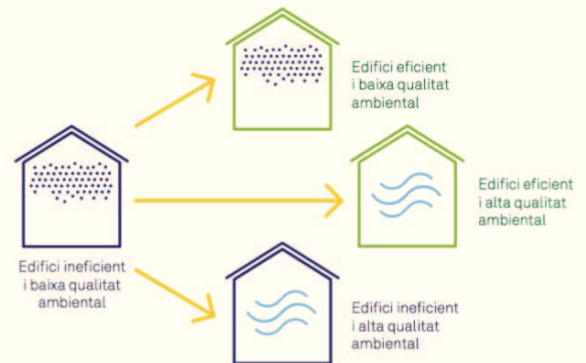 Edifici eficient
i baixa qualitat
ambiental
Edifici eficient
i alta qualitat
ambiental
Edifici ineficient
i baixa qualitat
ambiental
Edifici ineficient
i alta qualitat
ambiental